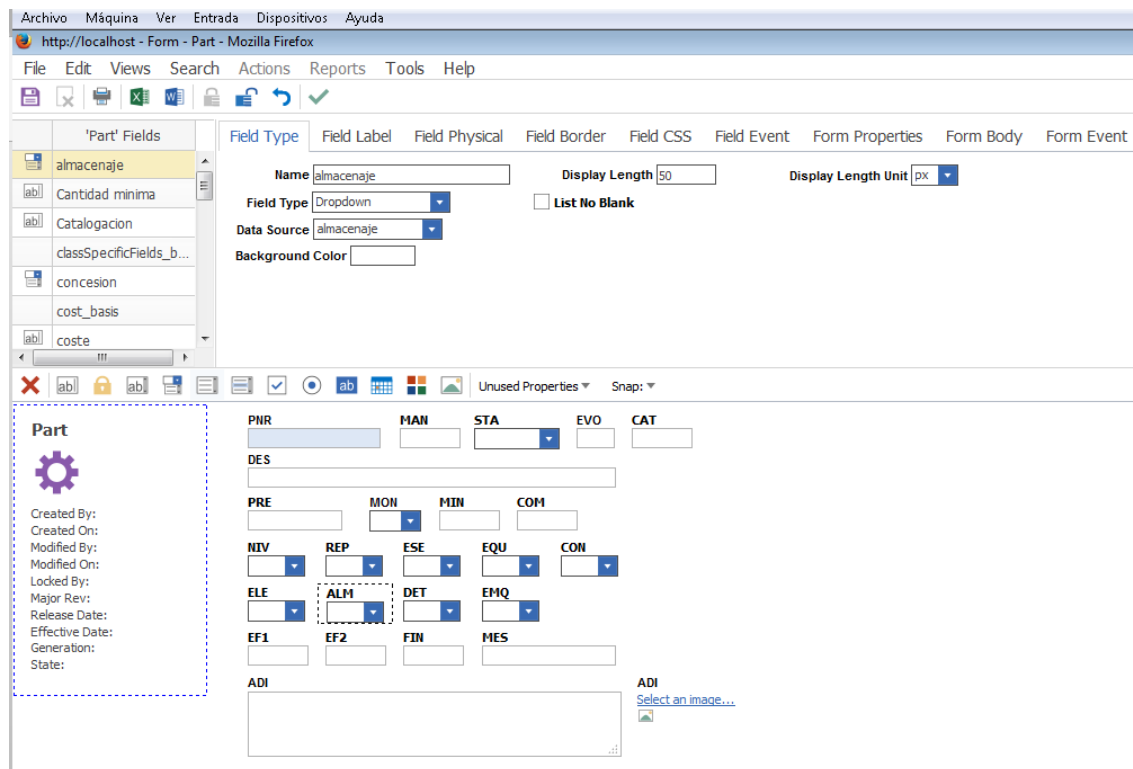 Archivo Máquina Ver Entrada Dispositivos Ayuda
http://localhost - Form - Part - Mozilla Firefox
File Edit Views Search Actions Reports Tools Help
'Part' Fields
Field Type Field Label Field Physical Field Border Field CSS Field Event Form Properties Form Body Form Event
almacenaje
Cantidad minima
Catalogacion
classSpecificFields_b...
concesion
cost_basis
coste
Name almacenaje Display Length 50 Display Length Unit px
Field Type Dropdown List No Blank
Data Source almacenaje
Background Color
Unused Properties Snap:
Part
Created By:
Created On:
Modified By:
Modified On:
Locked By:
Major Rev:
Release Date:
Effective Date:
Generation:
State:
PNR MAN STA EVO CAT
DES
PRE MON MIN COM
NIV REP ESE EQU CON
ELE ALM DET EMQ
EF1 EF2 FIN MES
ADI ADI
Select an image...